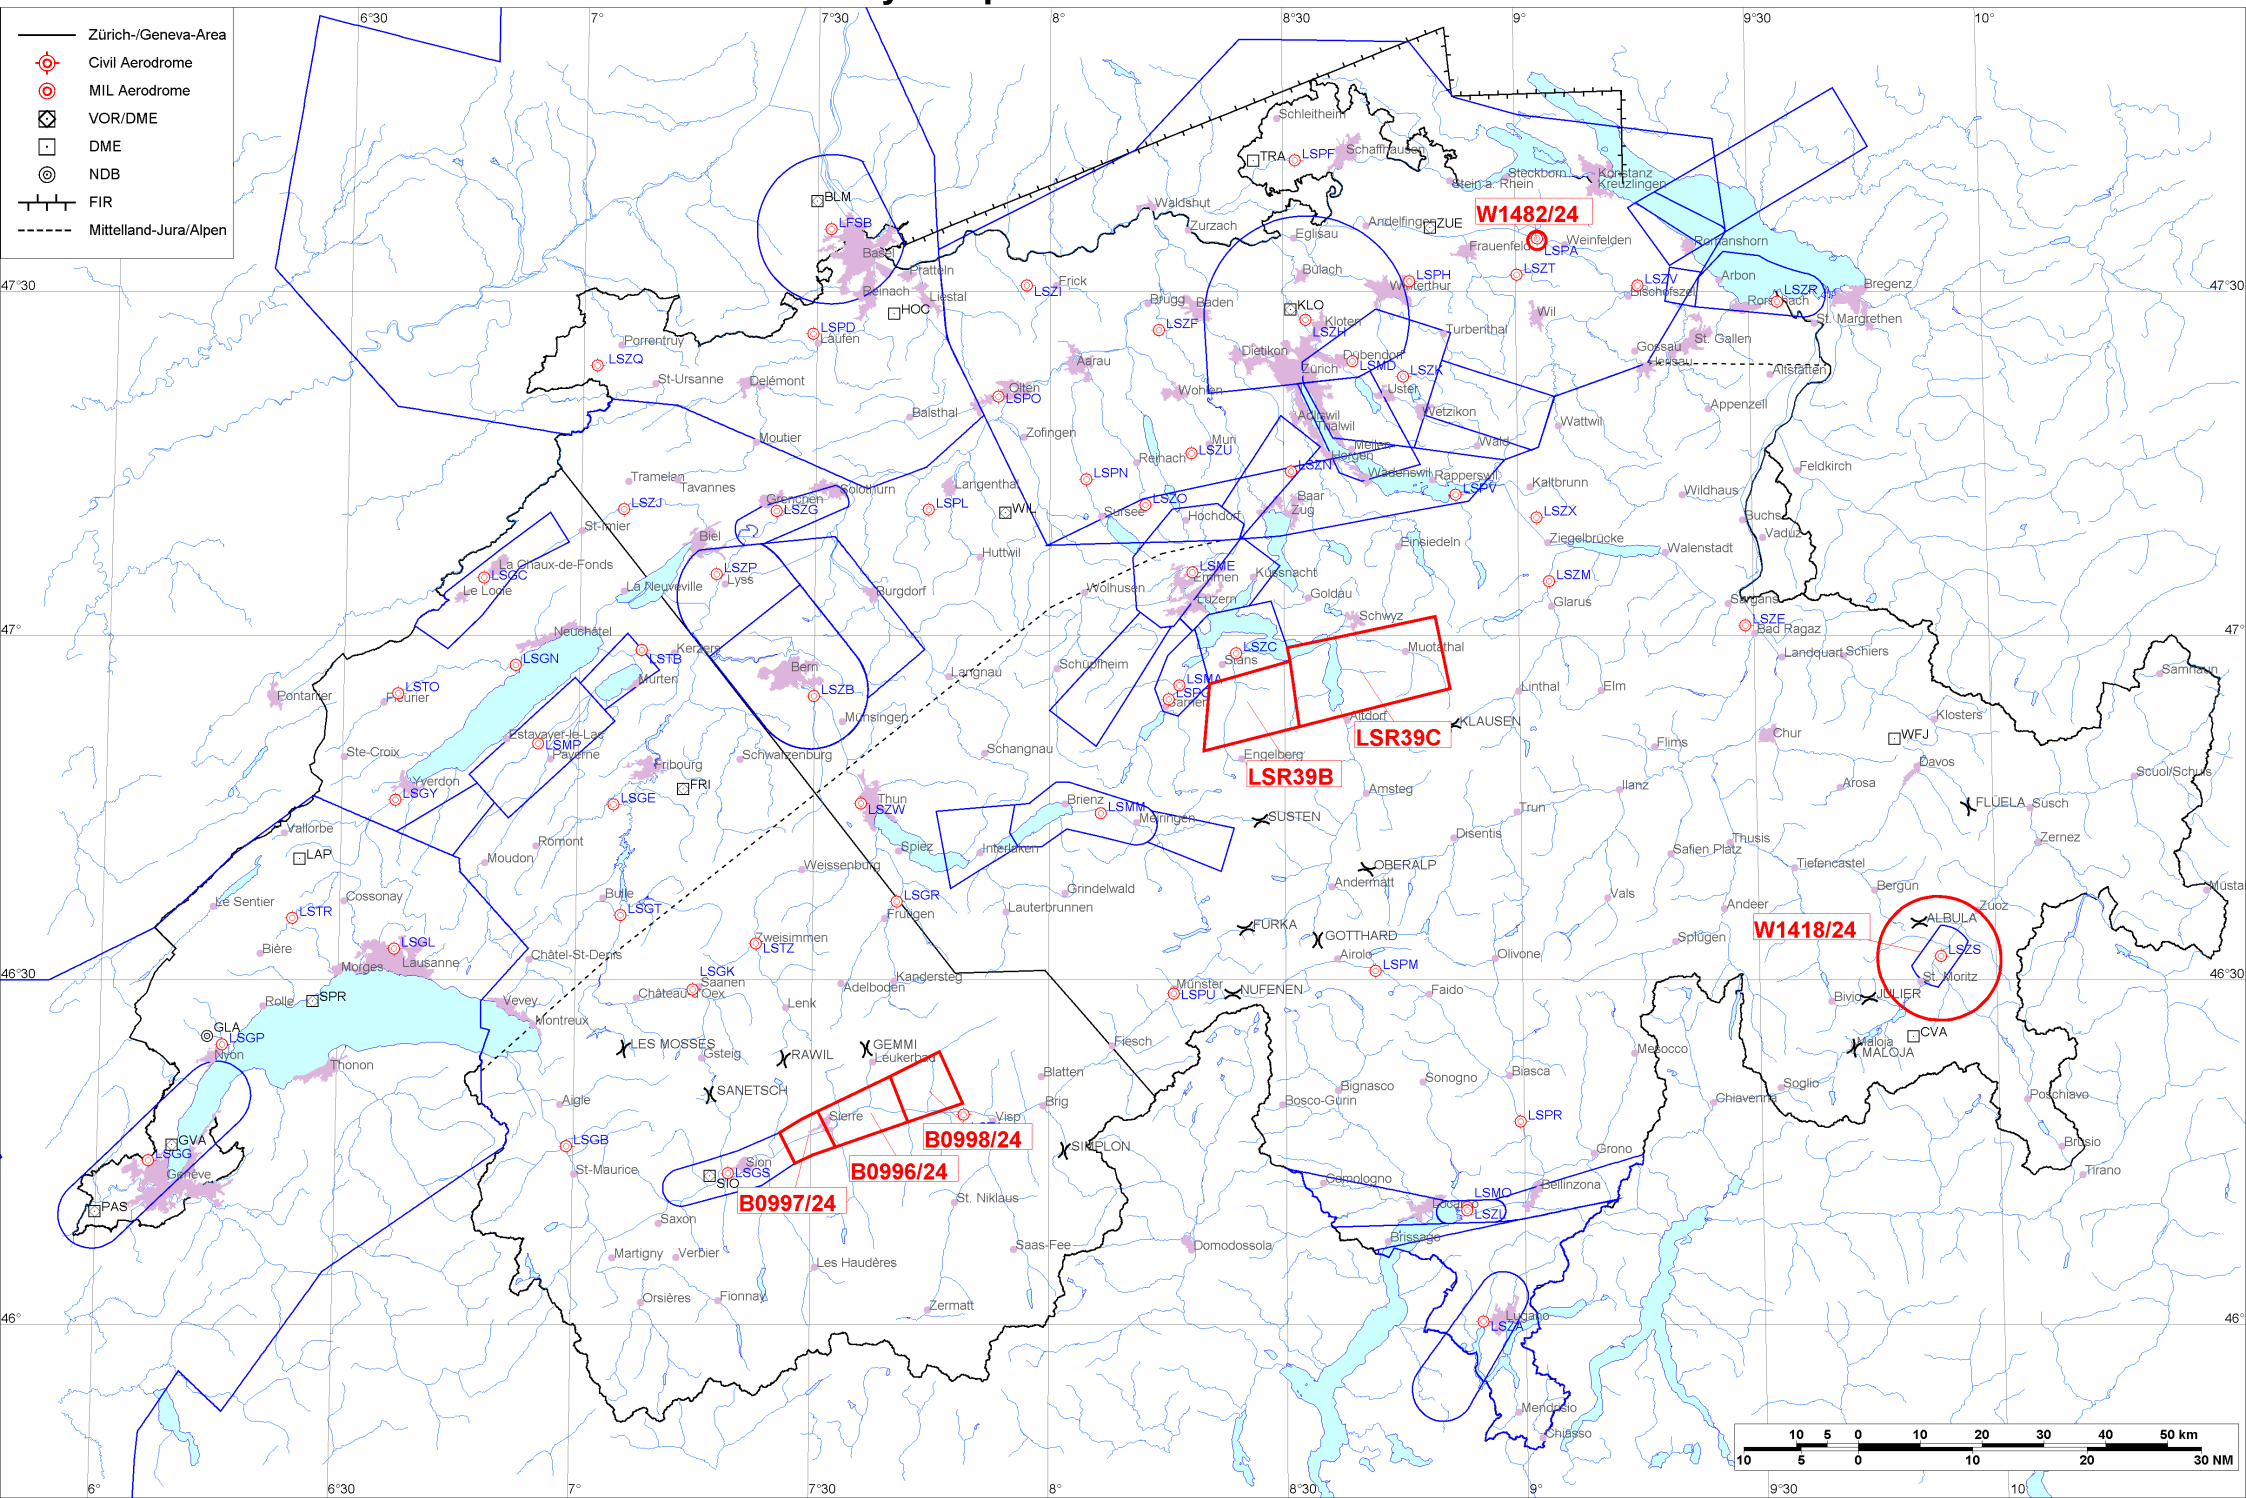 6°30
7°
7°30
8°
8°30
9°
9°30
10°
Zürich-/Geneva-Area
Civil Aerodrome
MIL Aerodrome
VOR/DME
DME
NDB
FIR
Mittelland-Jura/Alpen
Schleitheim
TRA
LSPF
Schaffhausen
Steckborn
Konstanz
Stein a. Rhein
Kreuzlingen
BLM
Waldshut
W1482/24
LFSB
Zurzach
Andelfingen
ZUE
Eglisau
Weinfelden
Romanshorn
Basel
Frauenfeld
LSPA
Pratteln
Bülach
LSPH
LSZT
Arbon
47°30
Reinach
Liestal
LSZI
Frick
Winterthur
LSZV
Bischofszell
LSZR
Bregenz
47°30
HOC
Brugg
Baden
KLO
Rorschach
LSPD
Laufen
LSZF
Kloten
LSZH
Turbenthal
Wil
St. Margrethen
Porrentruy
LSZQ
Dietikon
Dübendorf
Gossau
St. Gallen
Aarau
Zürich
LSMD
LSZK
Herisau
Altstätten
St-Ursanne
Delémont
Olten
LSPO
Wohlen
Uster
Balsthal
Adliswil
Wetzikon
Appenzell
Thalwil
Wattwil
Moutier
Zofingen
Muri
LSZU
Meilen
Wald
Reinach
Horgen
LSZN
Feldkirch
Tramelan
Tavannes
Langenthal
LSPN
Wädenswil
Rapperswil
Kaltbrunn
Wildhaus
Solothurn
Grenchen
LSZG
LSZJ
LSPL
WIL
LSZO
Sursee
Hochdorf
Baar
Zug
LSPV
LSZX
Buchs
St-Imier
Biel
Einsiedeln
Ziegelbrücke
Vaduz
Walenstadt
La Chaux-de-Fonds
LSGC
Le Locle
LSZP
Lyss
Huttwil
LSME
Emmen
Küssnacht
La Neuveville
Burgdorf
Wolhusen
Luzern
Goldau
LSZM
Glarus
Sargans
Schwyz
LSZE
Bad Ragaz
47°
47°
Neuchâtel
Kerzers
LSTB
LSGN
Bern
Murten
LSZB
Langnau
Schüpfheim
LSZC
Stans
Muotathal
Landquart
Schiers
Samnaun
LSMA
LSPG
Sarnen
Linthal
Elm
Pontarlier
LSTO
Fleurier
Münsingen
Altdorf
KLAUSEN
Klosters
LSR39C
Estavayer-le-Lac
LSMP
Payerne
Ste-Croix
Schwarzenburg
Schangnau
Engelberg
Flims
Chur
WFJ
LSR39B
Davos
Fribourg
FRI
Scuol/Schuls
Yverdon
LSGY
LSGE
Thun
LSZW
Brienz
LSMM
Meiringen
SUSTEN
Amsteg
Trun
Ilanz
Arosa
FLÜELA
Susch
Vallorbe
Romont
Disentis
Thusis
Zernez
LAP
Moudon
Spiez
Interlaken
Safien Platz
Weissenburg
OBERALP
Tiefencastel
Andermatt
Bergün
Müstair
Le Sentier
Cossonay
Bulle
LSGR
Grindelwald
Vals
Andeer
Zuoz
LSTR
LSGT
Frutigen
Lauterbrunnen
FURKA
GOTTHARD
ALBULA
W1418/24
LSGL
Bière
Lausanne
Morges
Châtel-St-Denis
Zweisimmen
LSTZ
Airolo
Olivone
Splügen
LSZS
46°30
LSGK
Saanen
Château d'Oex
Adelboden
Kandersteg
LSPM
St. Moritz
46°30
Münster
LSPU
NUFENEN
Faido
Bivio
JULIER
Rolle
SPR
Vevey
Lenk
Montreux
GLA
LSGP
Nyon
CVA
Maloja
MALOJA
LES MOSSES
Gsteig
RAWIL
GEMMI
Leukerbad
Fiesch
Mesocco
Thonon
SANETSCH
Blatten
Sonogno
Biasca
Bignasco
Soglio
Aigle
Sierre
Visp
Brig
Bosco-Gurin
Chiavenna
Poschiavo
B0998/24
LSPR
GVA
LSGG
Genève
LSGB
St-Maurice
Sion
LSGS
SIO
B0996/24
SIMPLON
Grono
Brusio
Tirano
B0997/24
St. Niklaus
Comologno
Bellinzona
LSMO
LSZL
PAS
Saxon
Brissago
Martigny
Verbier
Les Haudères
Saas-Fee
Domodossola
Orsières
Fionnay
Zermatt
46°
46°
Lugano
LSZA
Mendrisio
Chiasso
10 5 0 10 20 30 40 50 km
10 5 0 10 20 30 NM
6°
6°30
7°
7°30
8°
8°30
9°
9°30
10°